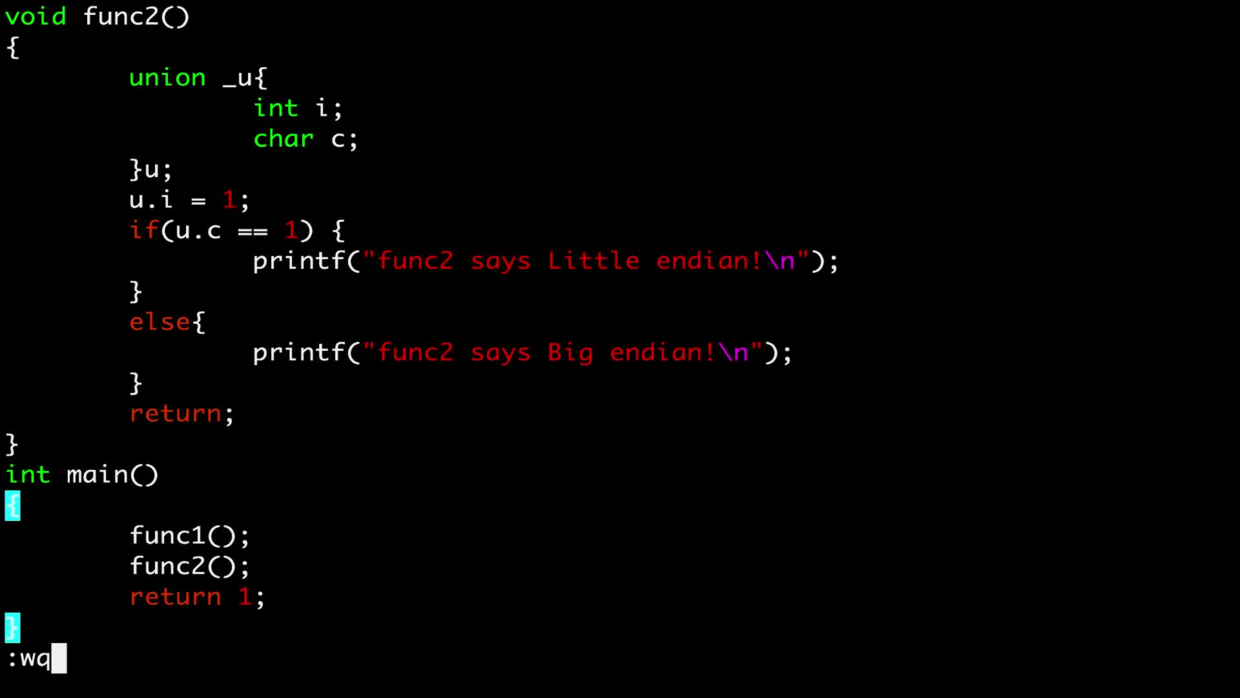 void func2()
{
        union _u{
                int i;
                char c;
        }u;
        u.i = 1;
        if(u.c == 1) {
                printf("func2 says Little endian!\n");
        }
        else{
                printf("func2 says Big endian!\n");
        }
        return;
}
int main()
{
        func1();
        func2();
        return 1;
}
:wq